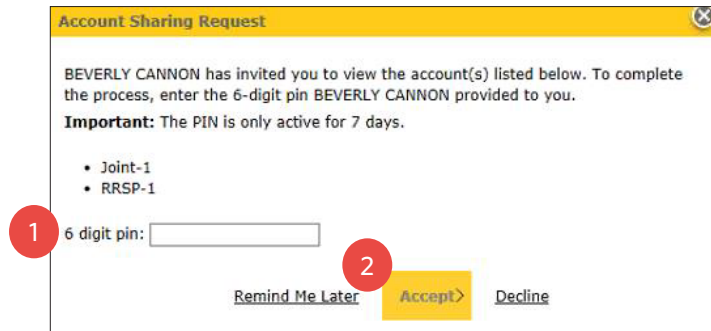 Account Sharing Request
BEVERLY CANNON has invited you to view the account(s) listed below. To complete
the process, enter the 6-digit pin BEVERLY CANNON provided to you.
Important: The PIN is only active for 7 days.
• Joint-1
• RRSP-1
1 6 digit pin:
2
Remind Me Later Accept> Decline